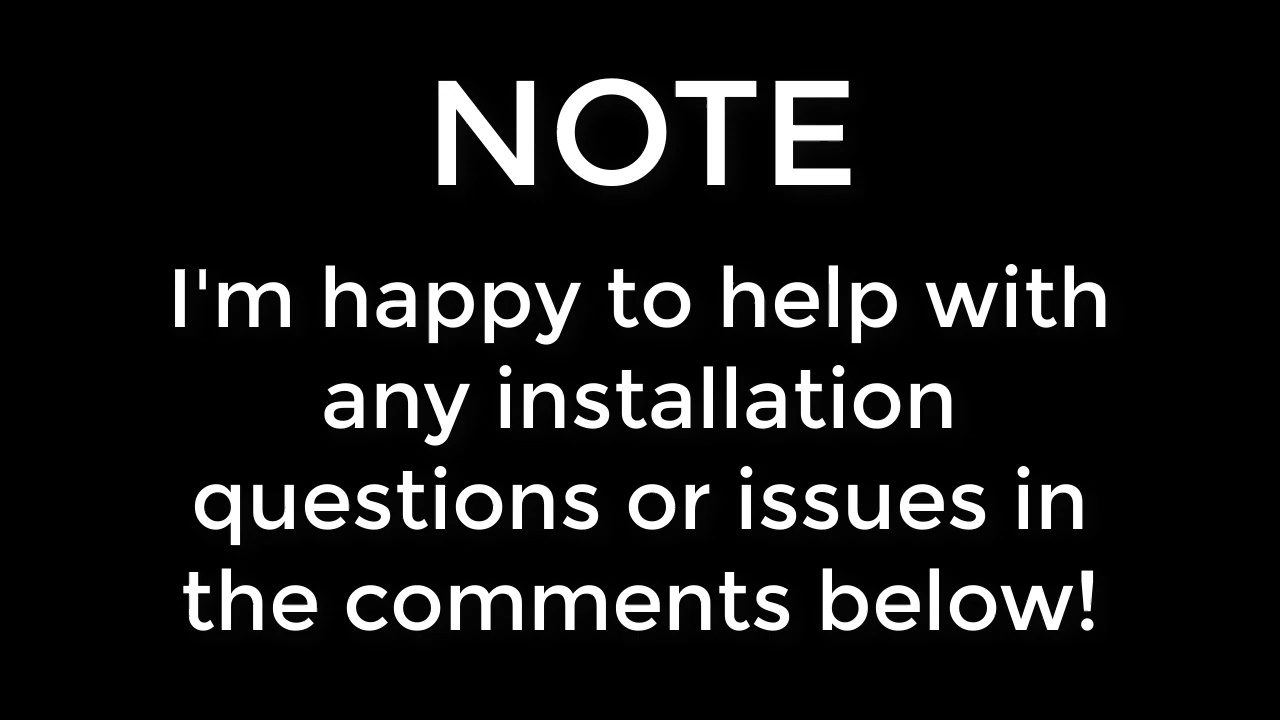 NOTE
I'm happy to help with
any installation
questions or issues in
the comments below!